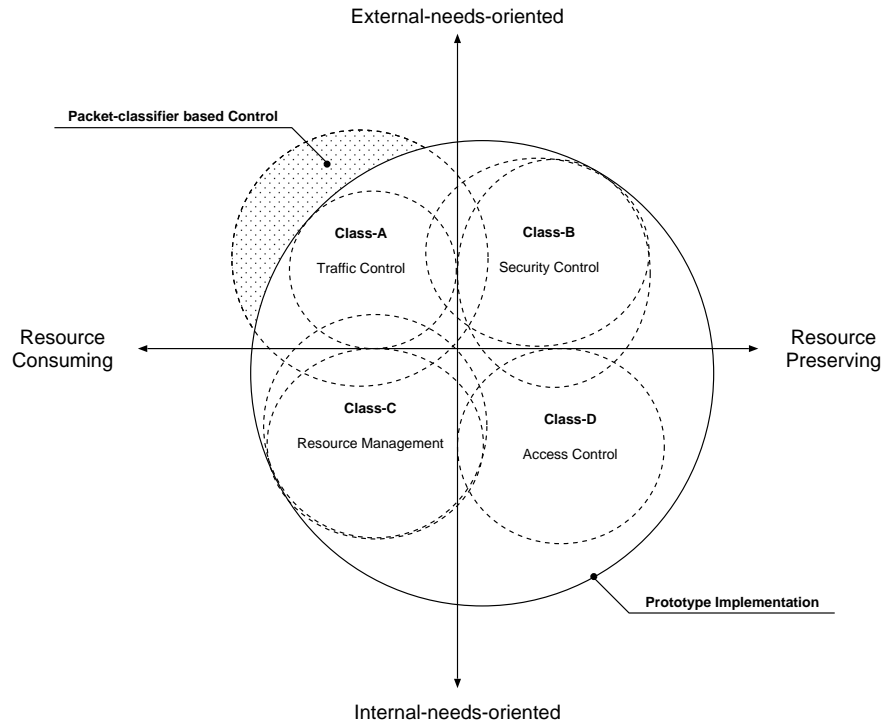 External-needs-oriented
Packet-classifier based Control
Class-A
Traffic Control
Class-B
Security Control
Resource
Consuming
Resource
Preserving
Class-C
Resource Management
Class-D
Access Control
Prototype Implementation
Internal-needs-oriented